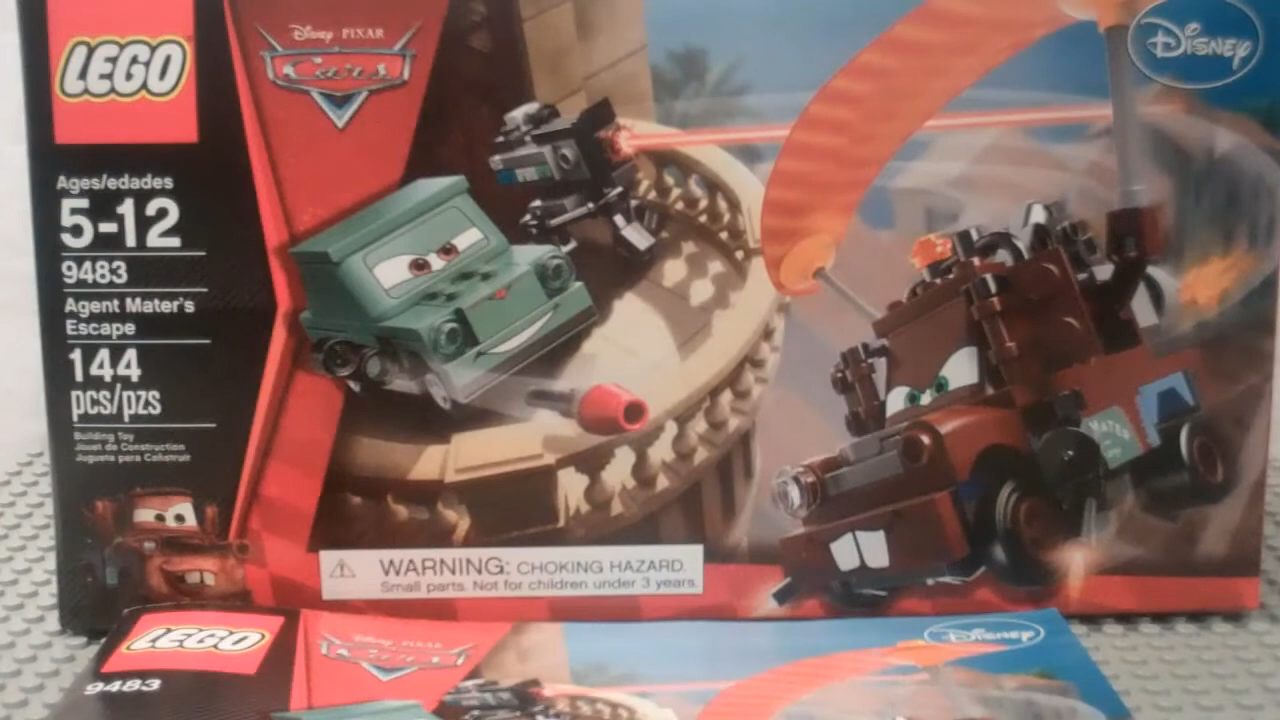 LEGO
Disney · PIXAR
Cars
Disney
Ages/edades
5-12
9483
Agent Mater's
Escape
144
pcs/pzs
Building Toy
Jouet de Construction
Juguete para Construir
MATER
WARNING: CHOKING HAZARD.
Small parts. Not for children under 3 years.
LEGO
9483
Disney · PIXAR
Cars
Disney